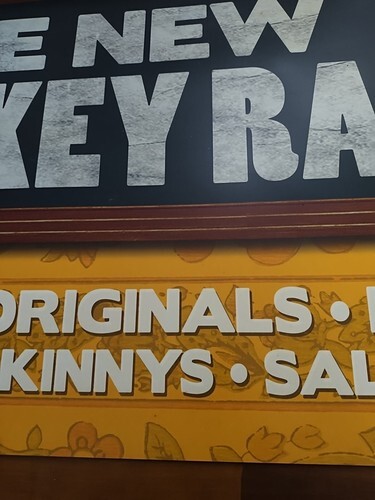 E NEW
KEY RA
ORIGINALS •
KINNYS • SAL